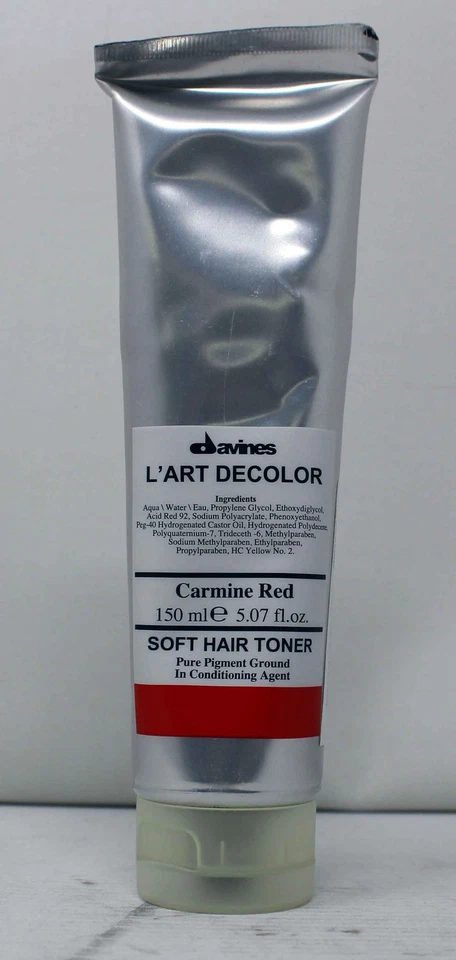 davines
L'ART DECOLOR
Ingredients
Aqua \ Water \ Eau, Propylene Glycol, Ethoxydiglycol,
Acid Red 92, Sodium Polyacrylate, Phenoxyethanol,
Peg-40 Hydrogenated Castor Oil, Hydrogenated Polydecene,
Polyquaternium-7, Trideceth -6, Methylparaben,
Sodium Methylparaben, Ethylparaben,
Propylparaben, HC Yellow No. 2.
Carmine Red
150 ml℮ 5.07 fl.oz.
SOFT HAIR TONER
Pure Pigment Ground
In Conditioning Agent